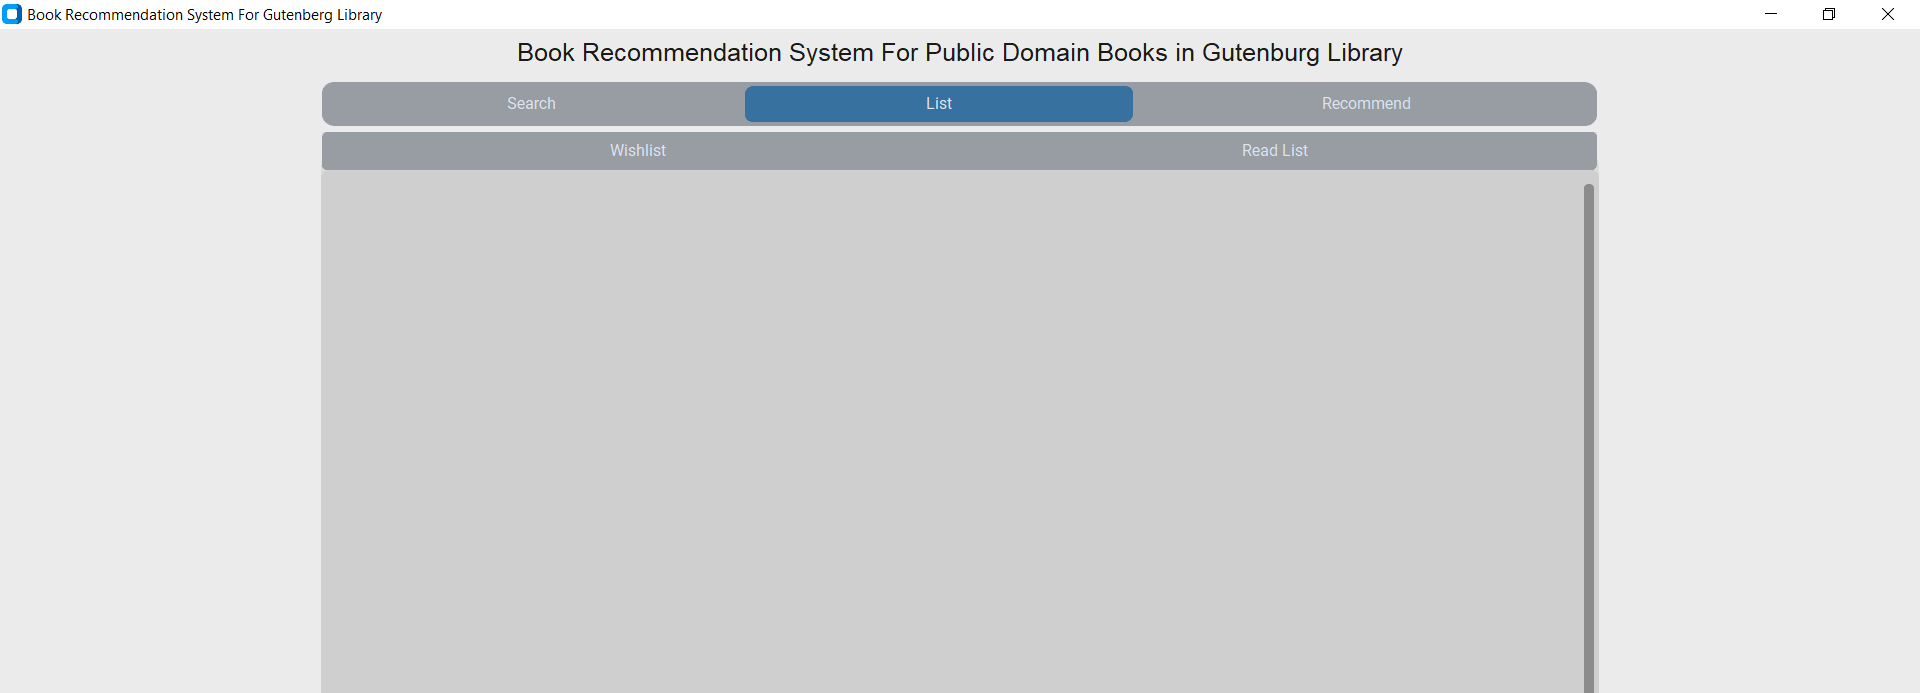 Book Recommendation System For Gutenberg Library
Book Recommendation System For Public Domain Books in Gutenburg Library
Search List Recommend
Wishlist Read List